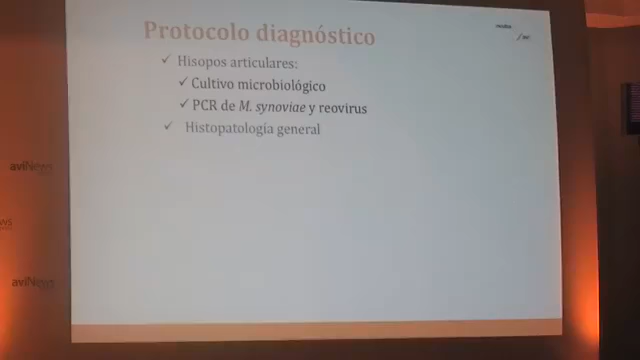 Protocolo diagnóstico
✓ Hisopos articulares:
✓ Cultivo microbiológico
✓ PCR de M. synoviae y reovirus
✓ Histopatología general
aviNews
aviNews